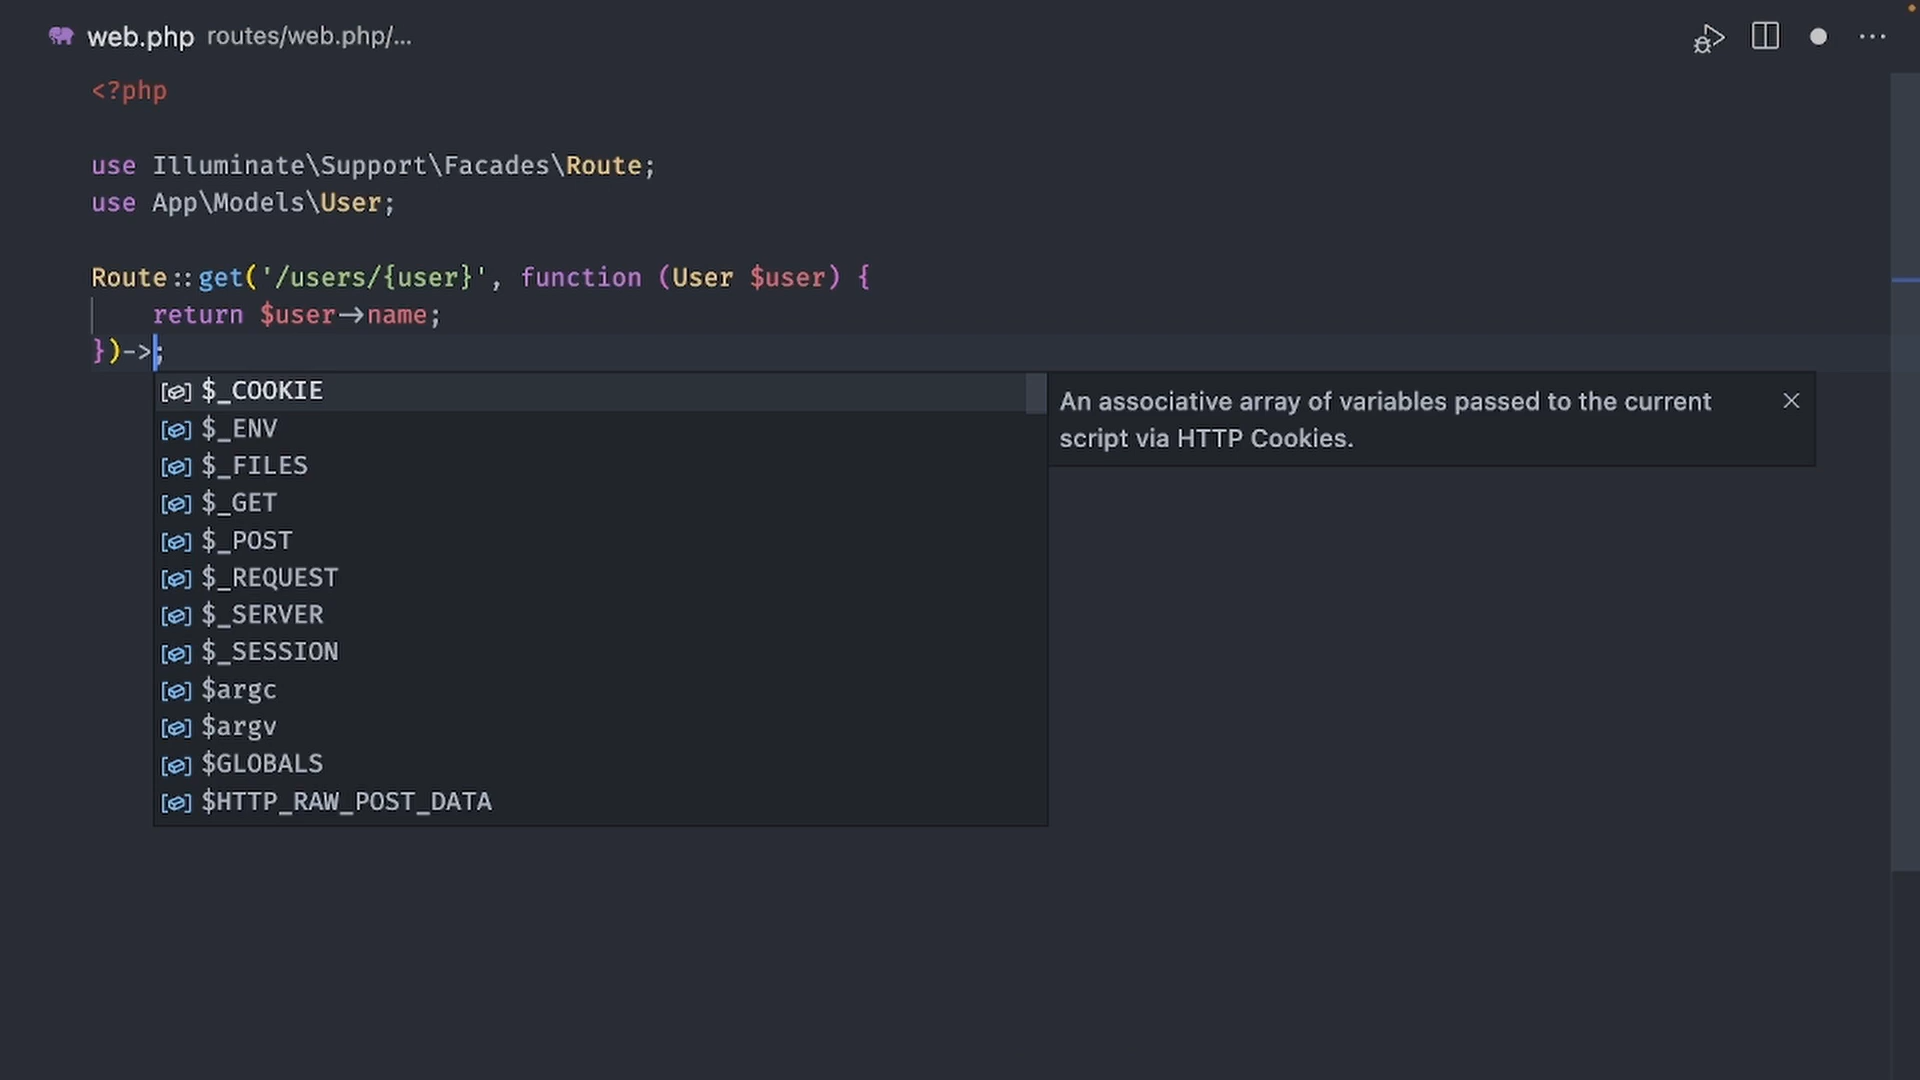 web.php routes/web.php/...
<?php
use Illuminate\Support\Facades\Route;
use App\Models\User;
Route::get('/users/{user}', function (User $user) {
    return $user->name;
})->;
$_COOKIE
An associative array of variables passed to the current
script via HTTP Cookies.
$_ENV
$_FILES
$_GET
$_POST
$_REQUEST
$_SERVER
$_SESSION
$argc
$argv
$GLOBALS
$HTTP_RAW_POST_DATA